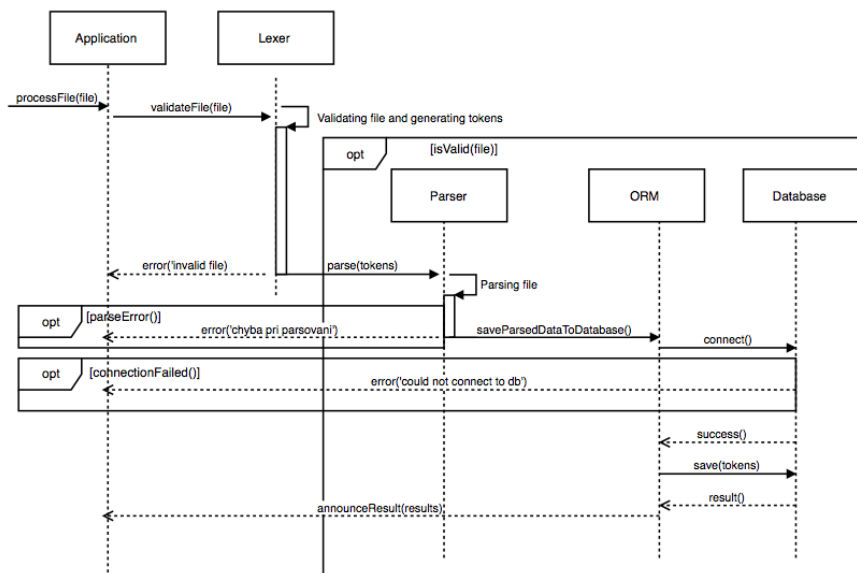 Application
Lexer
processFile(file)
validateFile(file)
Validating file and generating tokens
opt
[isValid(file)]
Parser
ORM
Database
error('invalid file)
parse(tokens)
Parsing file
opt
[parseError()]
error('chyba pri parsovani')
saveParsedDataToDatabase()
connect()
opt
[connectionFailed()]
error('could not connect to db')
success()
save(tokens)
result()
announceResult(results)